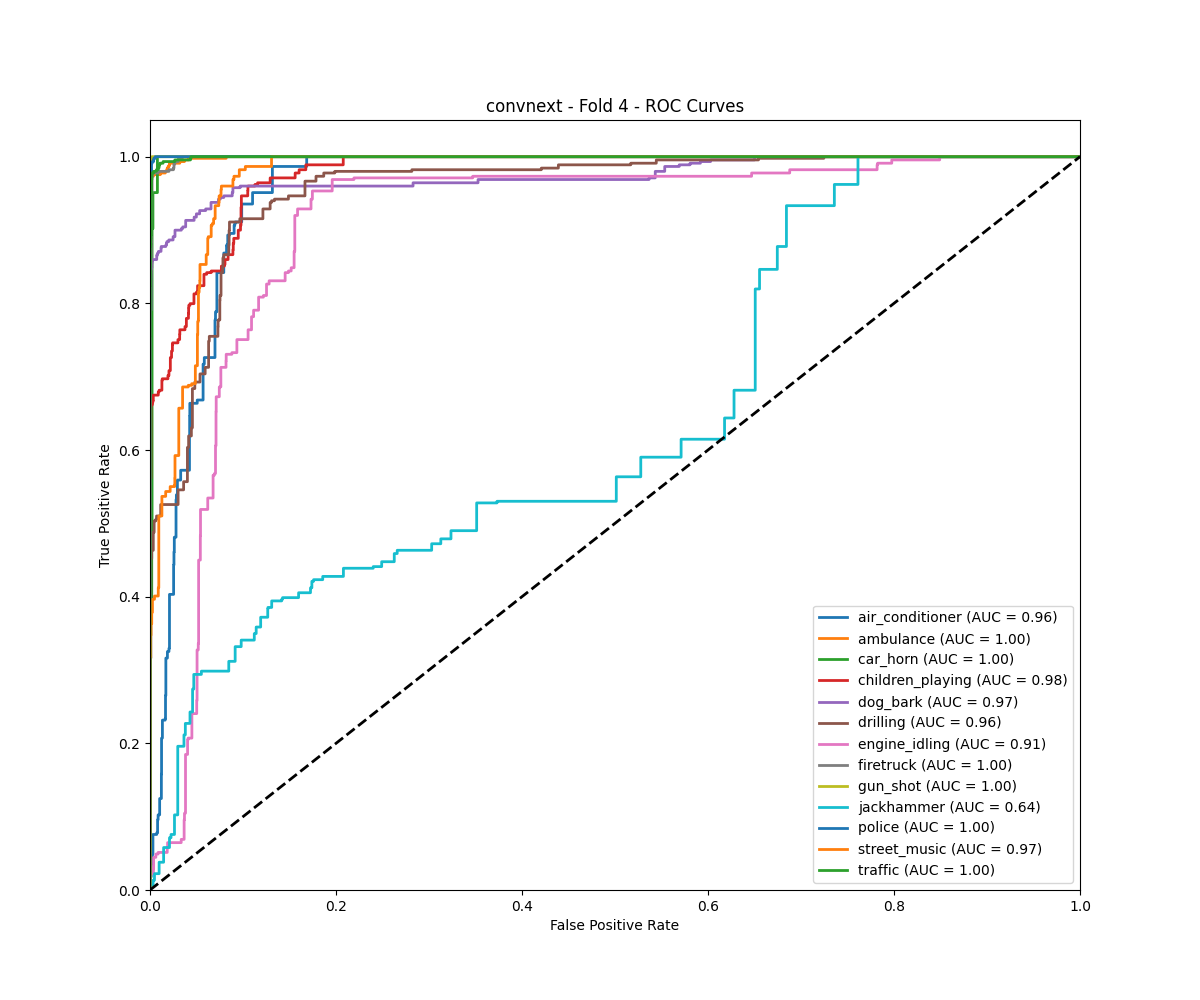 convnext - Fold 4 - ROC Curves
1.0
0.8
0.6
0.4
0.2
0.0
True Positive Rate
0.0 0.2 0.4 0.6 0.8 1.0
False Positive Rate
air_conditioner (AUC = 0.96)
ambulance (AUC = 1.00)
car_horn (AUC = 1.00)
children_playing (AUC = 0.98)
dog_bark (AUC = 0.97)
drilling (AUC = 0.96)
engine_idling (AUC = 0.91)
firetruck (AUC = 1.00)
gun_shot (AUC = 1.00)
jackhammer (AUC = 0.64)
police (AUC = 1.00)
street_music (AUC = 0.97)
traffic (AUC = 1.00)